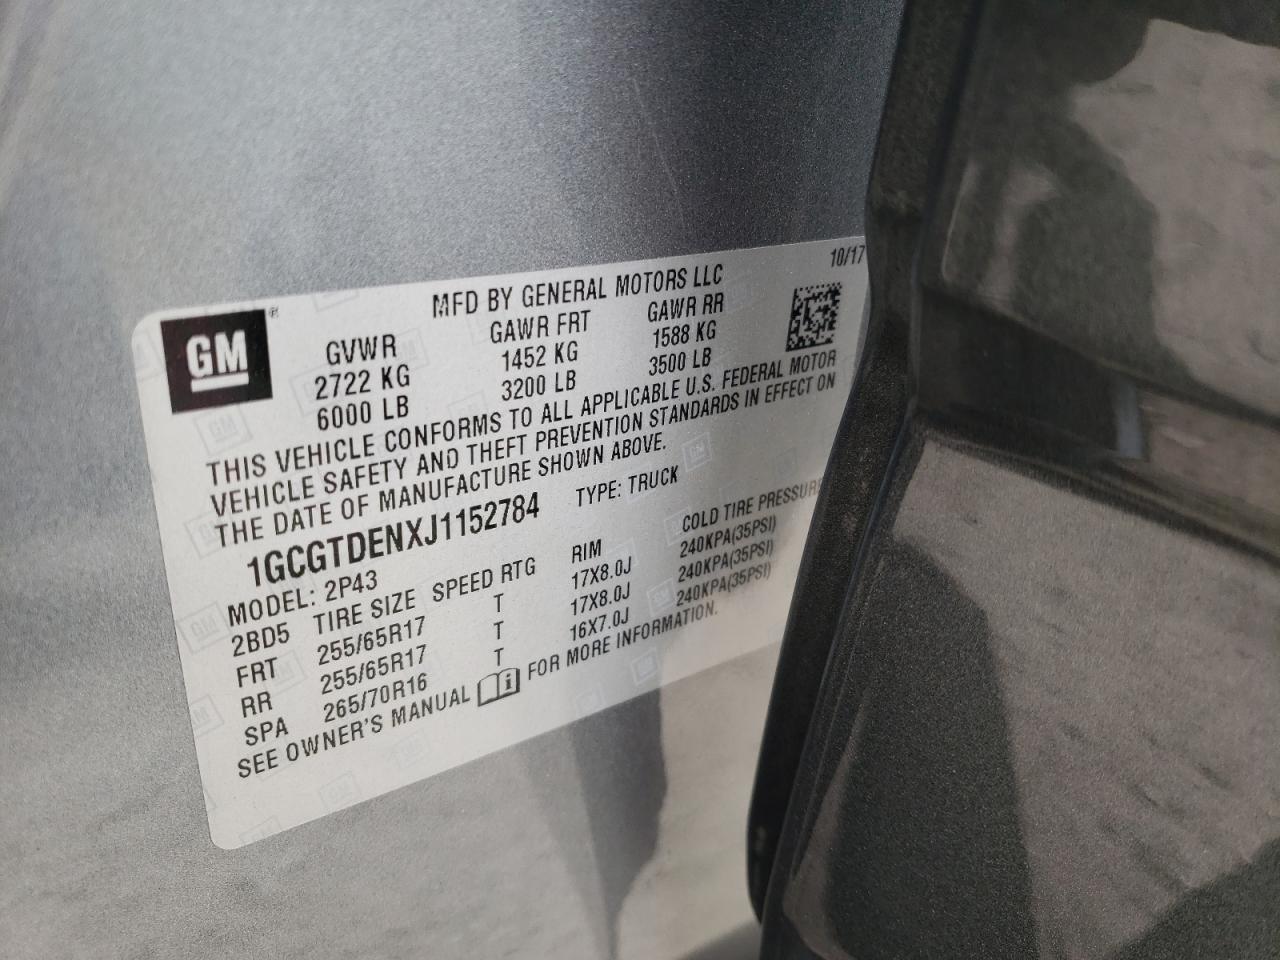 10/17
MFD BY GENERAL MOTORS LLC
GM ®
GVWR GAWR FRT GAWR RR
2722 KG 1452 KG 1588 KG
6000 LB 3200 LB 3500 LB
THIS VEHICLE CONFORMS TO ALL APPLICABLE U.S. FEDERAL MOTOR
VEHICLE SAFETY AND THEFT PREVENTION STANDARDS IN EFFECT ON
THE DATE OF MANUFACTURE SHOWN ABOVE.
1GCGTDENXJ1152784 TYPE: TRUCK
MODEL: 2P43
2BD5 TIRE SIZE SPEED RTG RIM COLD TIRE PRESSURE
FRT 255/65R17 T 17X8.0J 240KPA(35PSI)
RR 255/65R17 T 17X8.0J 240KPA(35PSI)
SPA 265/70R16 T 16X7.0J 240KPA(35PSI)
SEE OWNER'S MANUAL i FOR MORE INFORMATION.